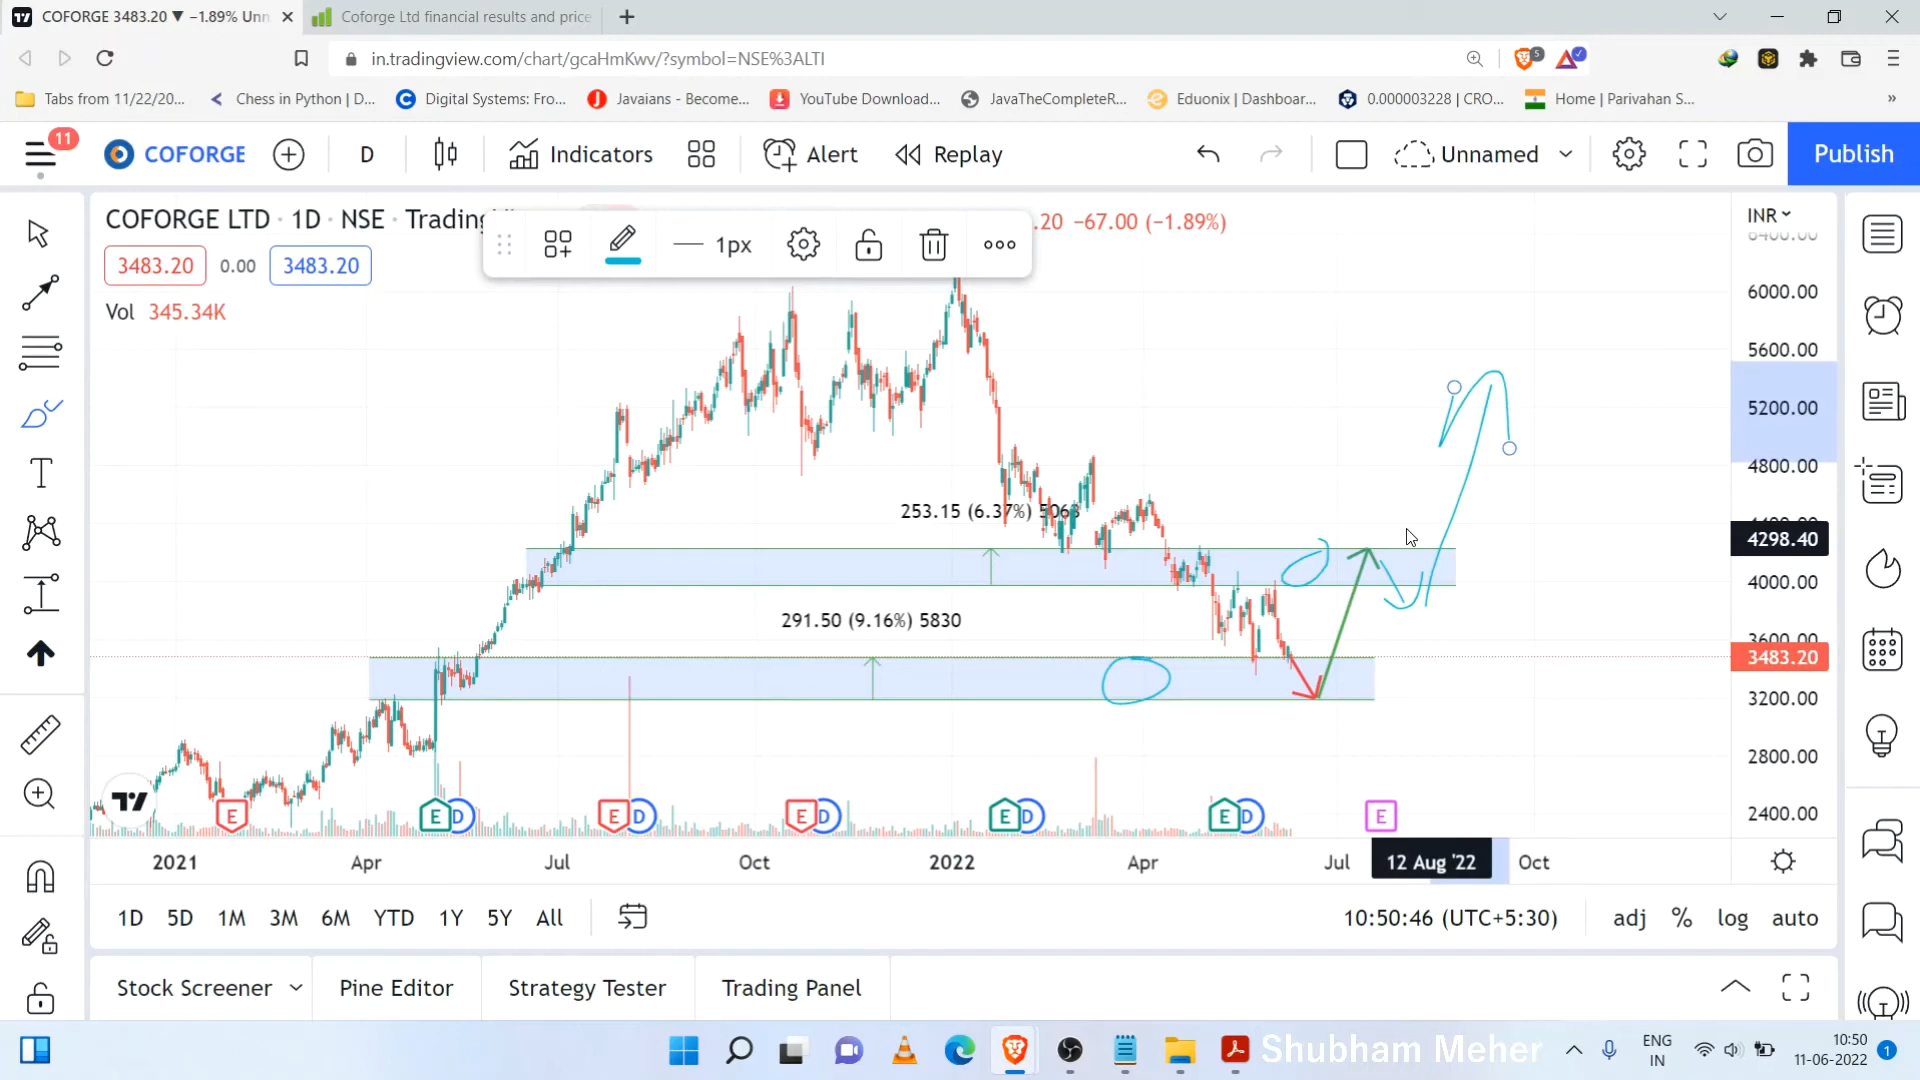 COFORGE 3483.20 ▼ −1.89% Unn
Coforge Ltd financial results and price
in.tradingview.com/chart/gcaHmKwv/?symbol=NSE%3ALTI
5
Tabs from 11/22/20...
Chess in Python | D...
Digital Systems: Fro...
Javaians - Become...
YouTube Download...
JavaTheCompleteR...
Eduonix | Dashboar...
0.000003228 | CRO...
Home | Parivahan S...
»
11
COFORGE
D
Indicators
Alert
Replay
Unnamed
Publish
COFORGE LTD · 1D · NSE · Trading
.20 −67.00 (−1.89%)
INR
1px
3483.20
0.00
3483.20
Vol 345.34K
6400.00
6000.00
5600.00
5200.00
4800.00
4298.40
4000.00
3600.00
3483.20
3200.00
2800.00
2400.00
253.15 (6.37%) 5063
291.50 (9.16%) 5830
E
E D
E D
E D
E D
E D
E
2021
Apr
Jul
Oct
2022
Apr
Jul
12 Aug '22
Oct
1D 5D 1M 3M 6M YTD 1Y 5Y All
10:50:46 (UTC+5:30)
adj % log auto
Stock Screener
Pine Editor
Strategy Tester
Trading Panel
Shubham Meher
ENG
IN
10:50
11-06-2022
1